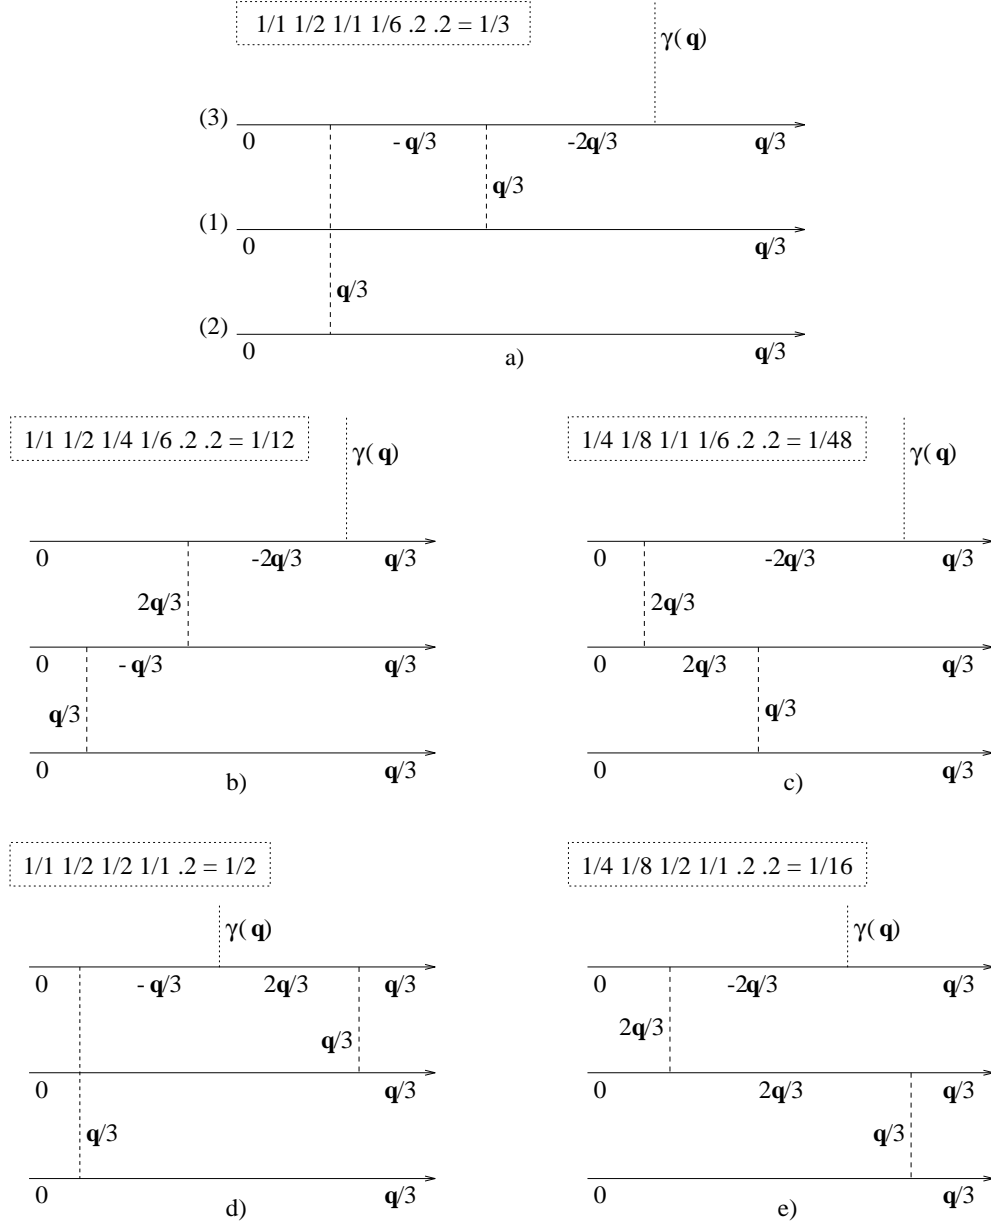 1/1 1/2 1/1 1/6 .2 .2 = 1/3
γ( q)
(3)
0 - q/3 -2q/3 q/3
q/3
(1)
0 q/3
q/3
(2)
0 q/3
a)
1/1 1/2 1/4 1/6 .2 .2 = 1/12
γ( q)
0 -2q/3 q/3
2q/3
0 - q/3 q/3
q/3
0 q/3
b)
1/4 1/8 1/1 1/6 .2 .2 = 1/48
γ( q)
0 -2q/3 q/3
2q/3
0 2q/3 q/3
q/3
0 q/3
c)
1/1 1/2 1/2 1/1 .2 = 1/2
γ( q)
0 - q/3 2q/3 q/3
q/3
0 q/3
q/3
0 q/3
d)
1/4 1/8 1/2 1/1 .2 .2 = 1/16
γ( q)
0 -2q/3 q/3
2q/3
0 2q/3 q/3
q/3
0 q/3
e)